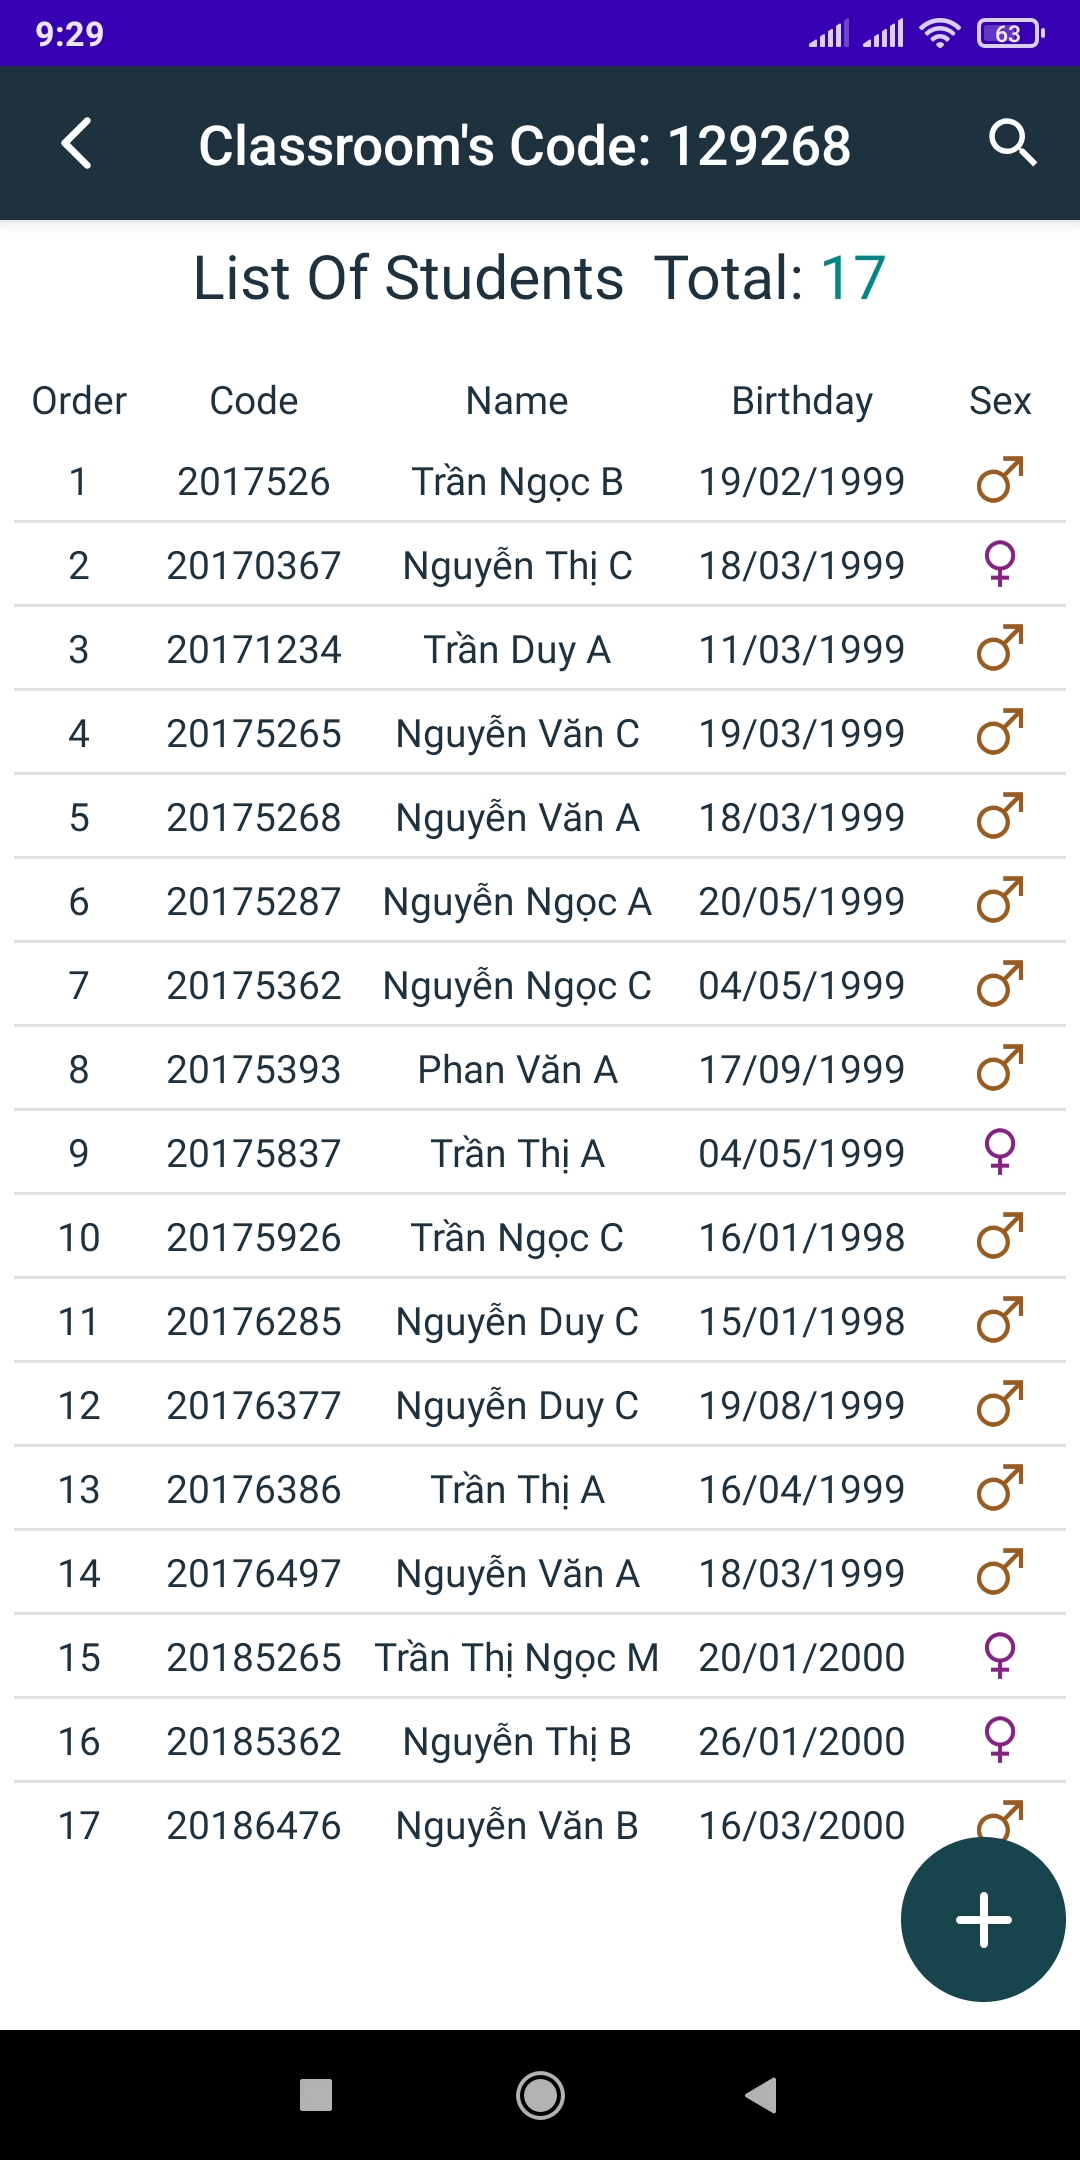 9:29 63
Classroom's Code: 129268
List Of Students Total: 17
Order Code Name Birthday Sex
1 2017526 Trần Ngọc B 19/02/1999
2 20170367 Nguyễn Thị C 18/03/1999
3 20171234 Trần Duy A 11/03/1999
4 20175265 Nguyễn Văn C 19/03/1999
5 20175268 Nguyễn Văn A 18/03/1999
6 20175287 Nguyễn Ngọc A 20/05/1999
7 20175362 Nguyễn Ngọc C 04/05/1999
8 20175393 Phan Văn A 17/09/1999
9 20175837 Trần Thị A 04/05/1999
10 20175926 Trần Ngọc C 16/01/1998
11 20176285 Nguyễn Duy C 15/01/1998
12 20176377 Nguyễn Duy C 19/08/1999
13 20176386 Trần Thị A 16/04/1999
14 20176497 Nguyễn Văn A 18/03/1999
15 20185265 Trần Thị Ngọc M 20/01/2000
16 20185362 Nguyễn Thị B 26/01/2000
17 20186476 Nguyễn Văn B 16/03/2000